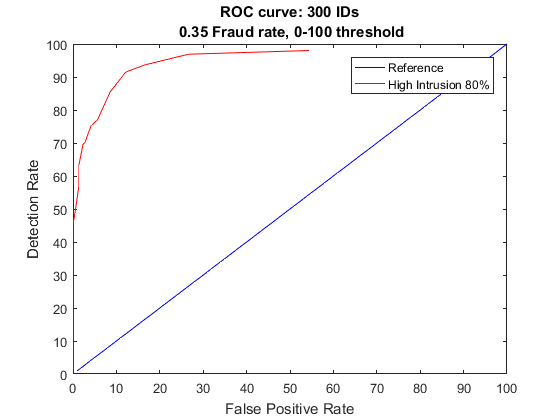 ROC curve: 300 IDs
0.35 Fraud rate, 0-100 threshold
Reference
High Intrusion 80%
Detection Rate
100
90
80
70
60
50
40
30
20
10
0
0 10 20 30 40 50 60 70 80 90 100
False Positive Rate